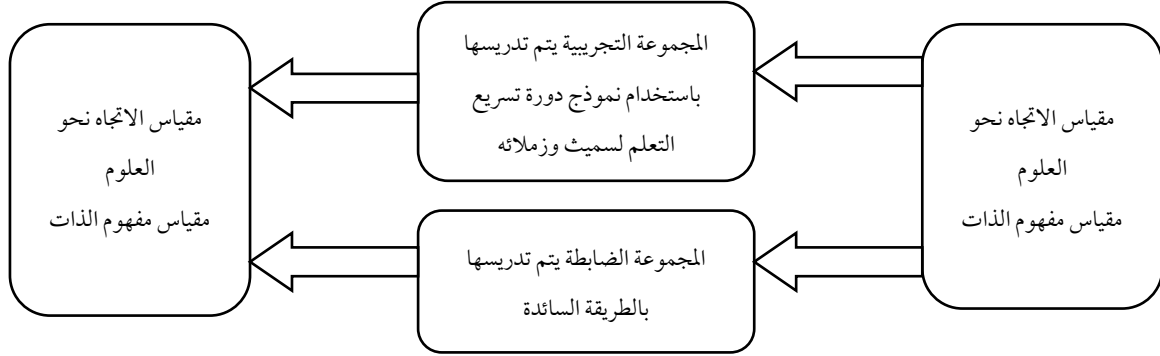 مقياس الاتجاه نحو
العلوم
مقياس مفهوم الذات
المجموعة التجريبية يتم تدريسها
باستخدام نموذج دورة تسريع
التعلم لسميث وزملائه
المجموعة الضابطة يتم تدريسها
بالطريقة السائدة
مقياس الاتجاه نحو
العلوم
مقياس مفهوم الذات